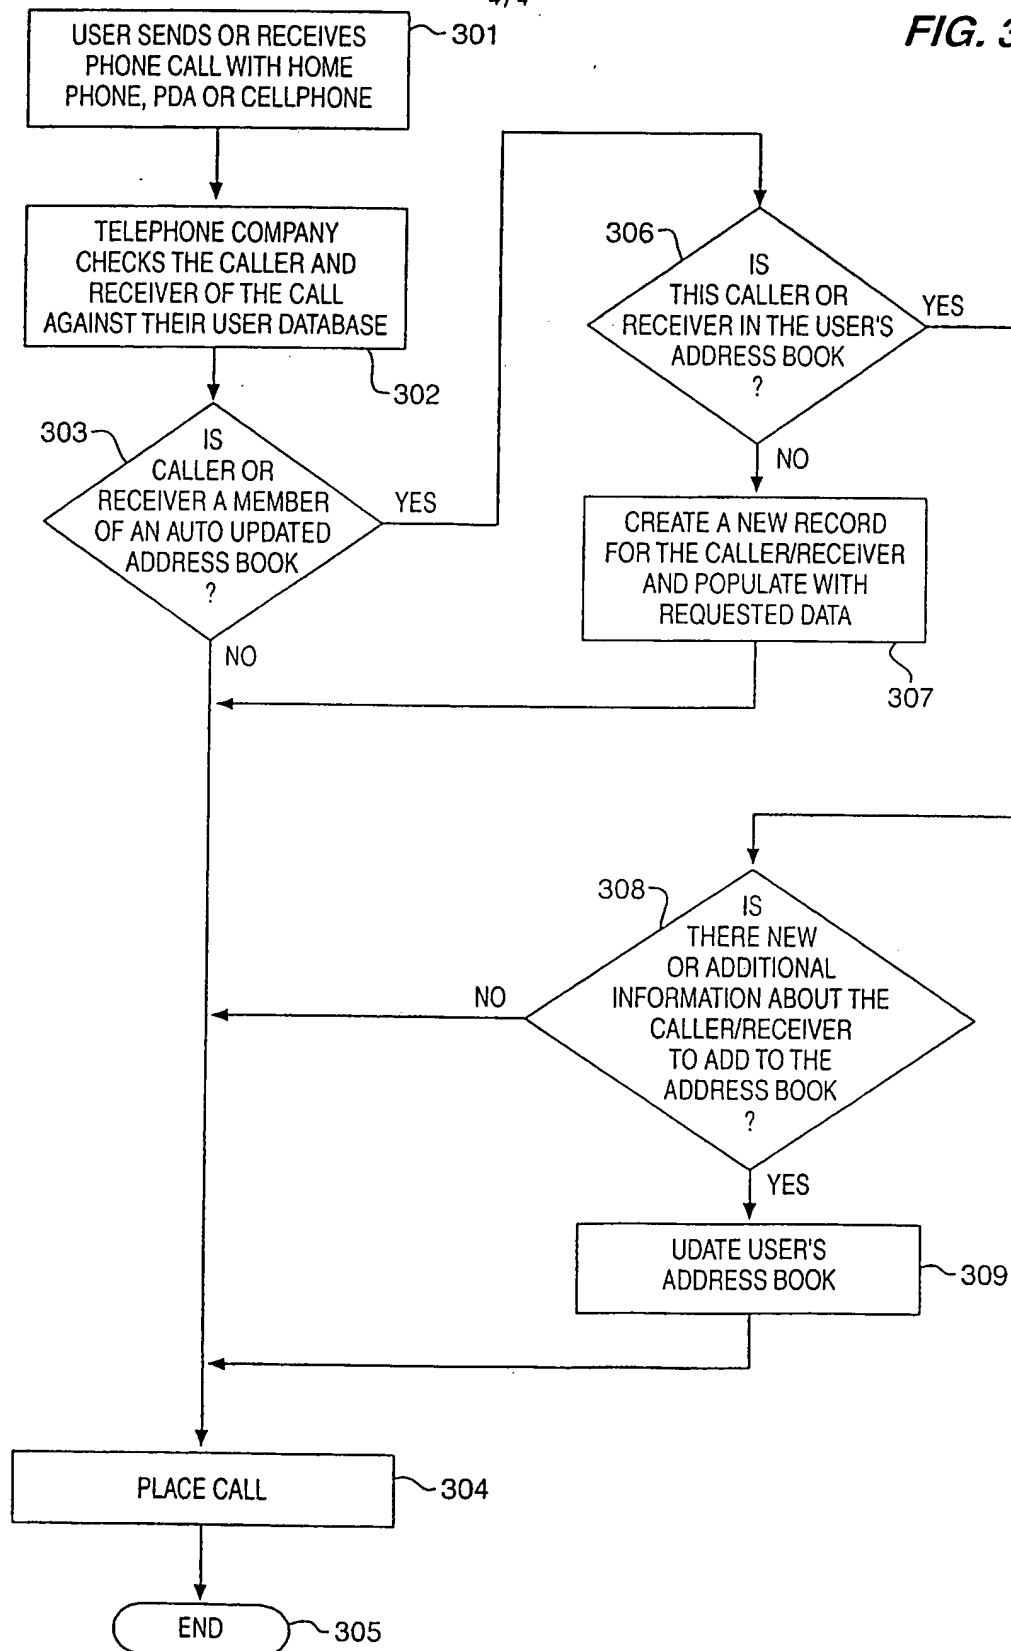 FIG. 3
USER SENDS OR RECEIVES
PHONE CALL WITH HOME
PHONE, PDA OR CELLPHONE
301
TELEPHONE COMPANY
CHECKS THE CALLER AND
RECEIVER OF THE CALL
AGAINST THEIR USER DATABASE
302
303
IS
CALLER OR
RECEIVER A MEMBER
OF AN AUTO UPDATED
ADDRESS BOOK
?
YES
NO
306
IS
THIS CALLER OR
RECEIVER IN THE USER'S
ADDRESS BOOK
?
YES
NO
CREATE A NEW RECORD
FOR THE CALLER/RECEIVER
AND POPULATE WITH
REQUESTED DATA
307
308
IS
THERE NEW
OR ADDITIONAL
INFORMATION ABOUT THE
CALLER/RECEIVER
TO ADD TO THE
ADDRESS BOOK
?
NO
YES
UDATE USER'S
ADDRESS BOOK
309
PLACE CALL
304
END
305